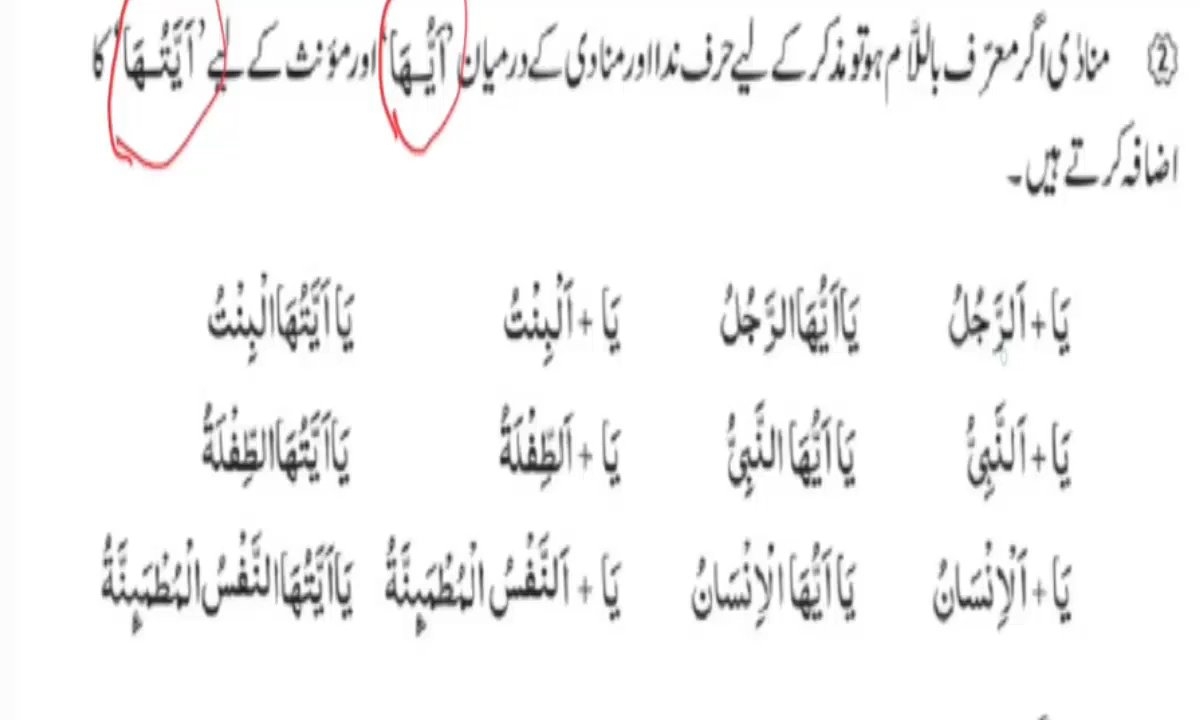 2 منادٰی اگر معرّف باللّام ہو تو مذکر کے لیے حرف ندا اور منادی کے درمیان ’اَیُّهَا‘ اور مؤنث کے لیے ’اَیَّتُهَا‘ کا
اضافہ کرتے ہیں۔
یَا + اَلرَّجُلُ یَا اَیُّهَا الرَّجُلُ یَا + اَلْبِنْتُ یَا اَیَّتُهَا الْبِنْتُ
یَا + اَلنَّبِیُّ یَا اَیُّهَا النَّبِیُّ یَا + اَلطِّفْلَةُ یَا اَیَّتُهَا الطِّفْلَةُ
یَا + اَلْاِنْسَانُ یَا اَیُّهَا الْاِنْسَانُ یَا + اَلنَّفْسُ الْمُطْمَىِٕنَّةُ یَا اَیَّتُهَا النَّفْسُ الْمُطْمَىِٕنَّةُ